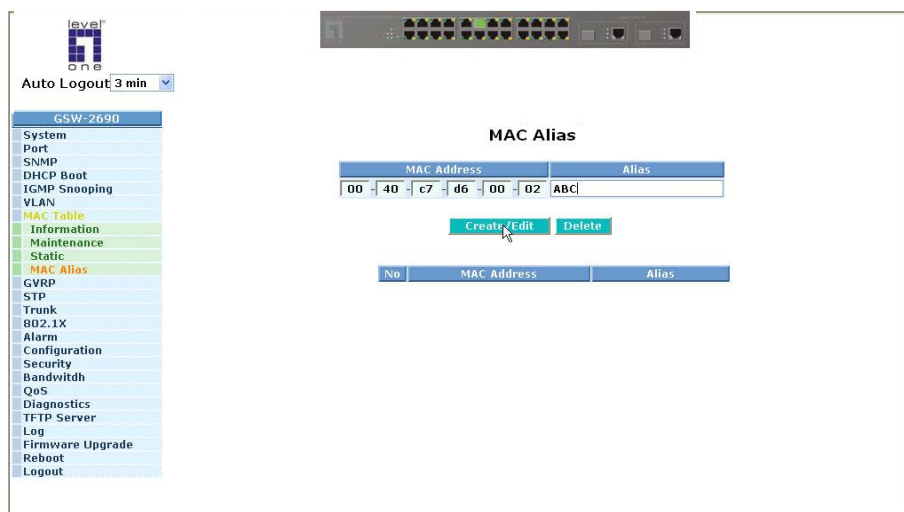 level
one
Auto Logout 3 min
GSW-2690
System
Port
SNMP
DHCP Boot
IGMP Snooping
VLAN
MAC Table
Information
Maintenance
Static
MAC Alias
GVRP
STP
Trunk
802.1X
Alarm
Configuration
Security
Bandwitdh
QoS
Diagnostics
TFTP Server
Log
Firmware Upgrade
Reboot
Logout
MAC Alias
MAC Address Alias
00 - 40 - c7 - d6 - 00 - 02 ABC
Create/Edit Delete
No MAC Address Alias